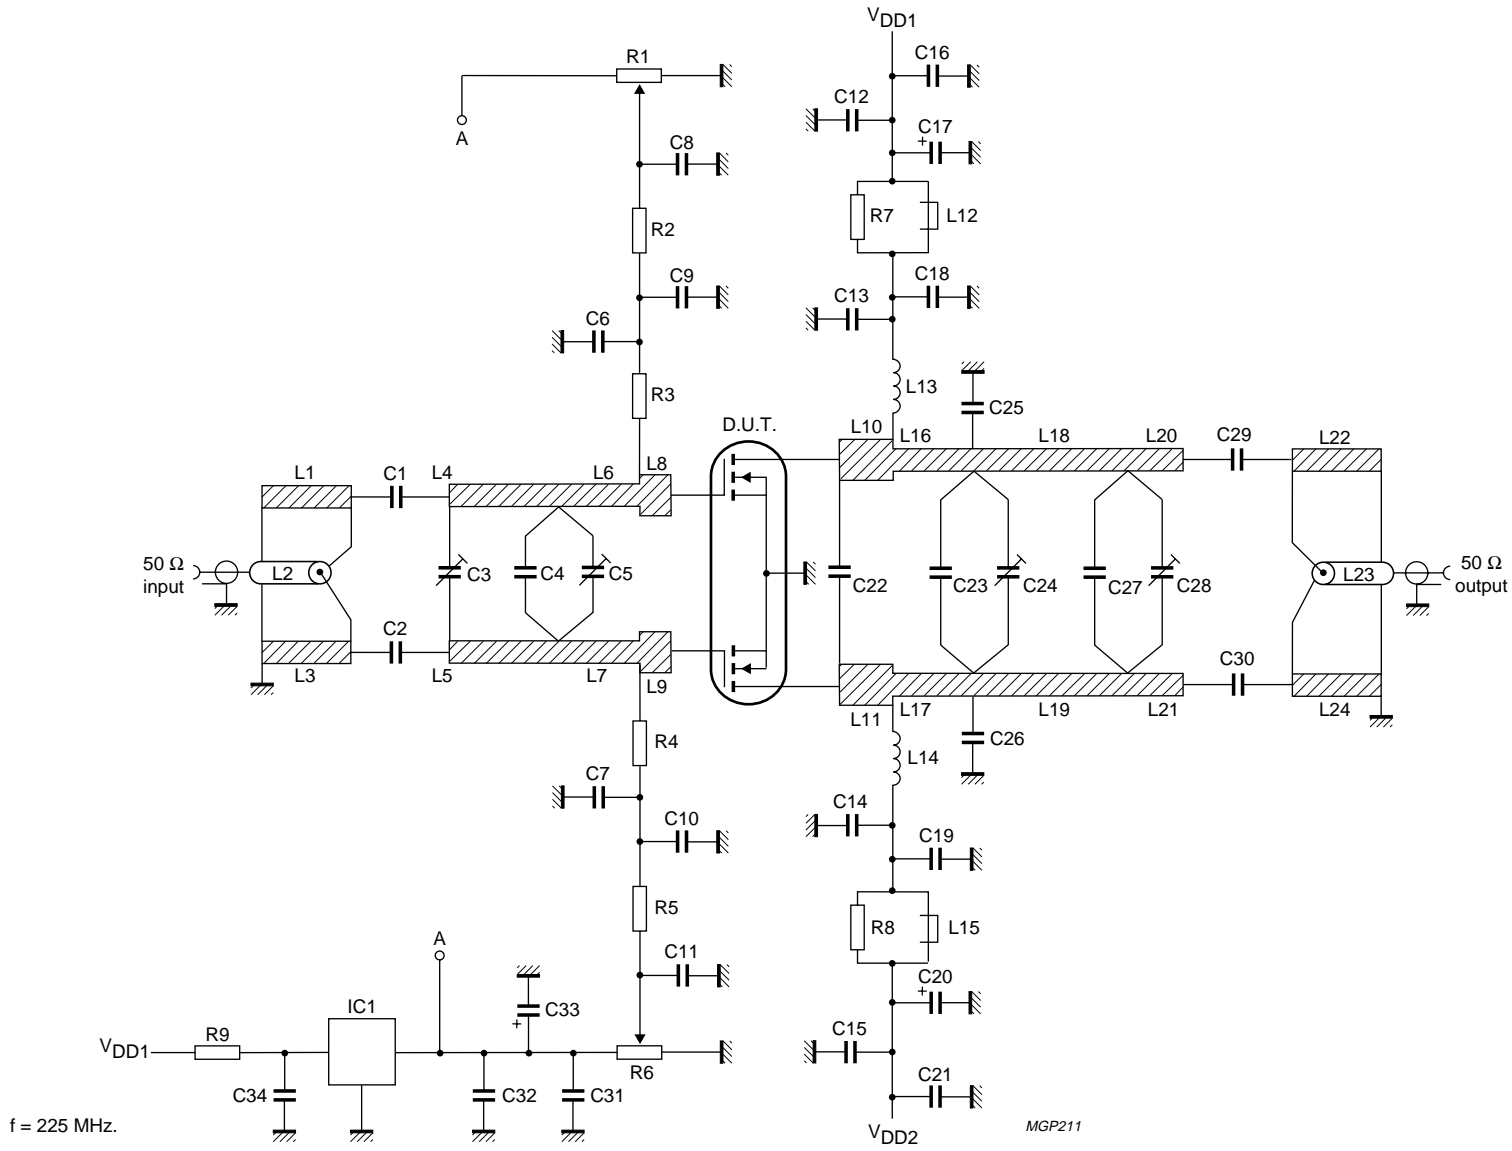 VDD1
C16
R1
C12
C17
A
C8
R7
L12
R2
C9
C18
C13
C6
L13
R3
C25
D.U.T.
L10
L16
L18
L20
C29
L22
L1
C1
L4
L6
L8
50 Ω
input
L2
C3
C4
C5
C22
C23
C24
C27
C28
L23
50 Ω
output
C2
L3
L5
L7
L9
C30
L11
L17
L19
L21
L24
R4
C26
L14
C7
C14
C10
C19
R5
R8
L15
A
C11
C20
IC1
C33
VDD1
R9
C15
R6
C34
C32
C31
C21
f = 225 MHz.
VDD2
MGP211
+
+
+